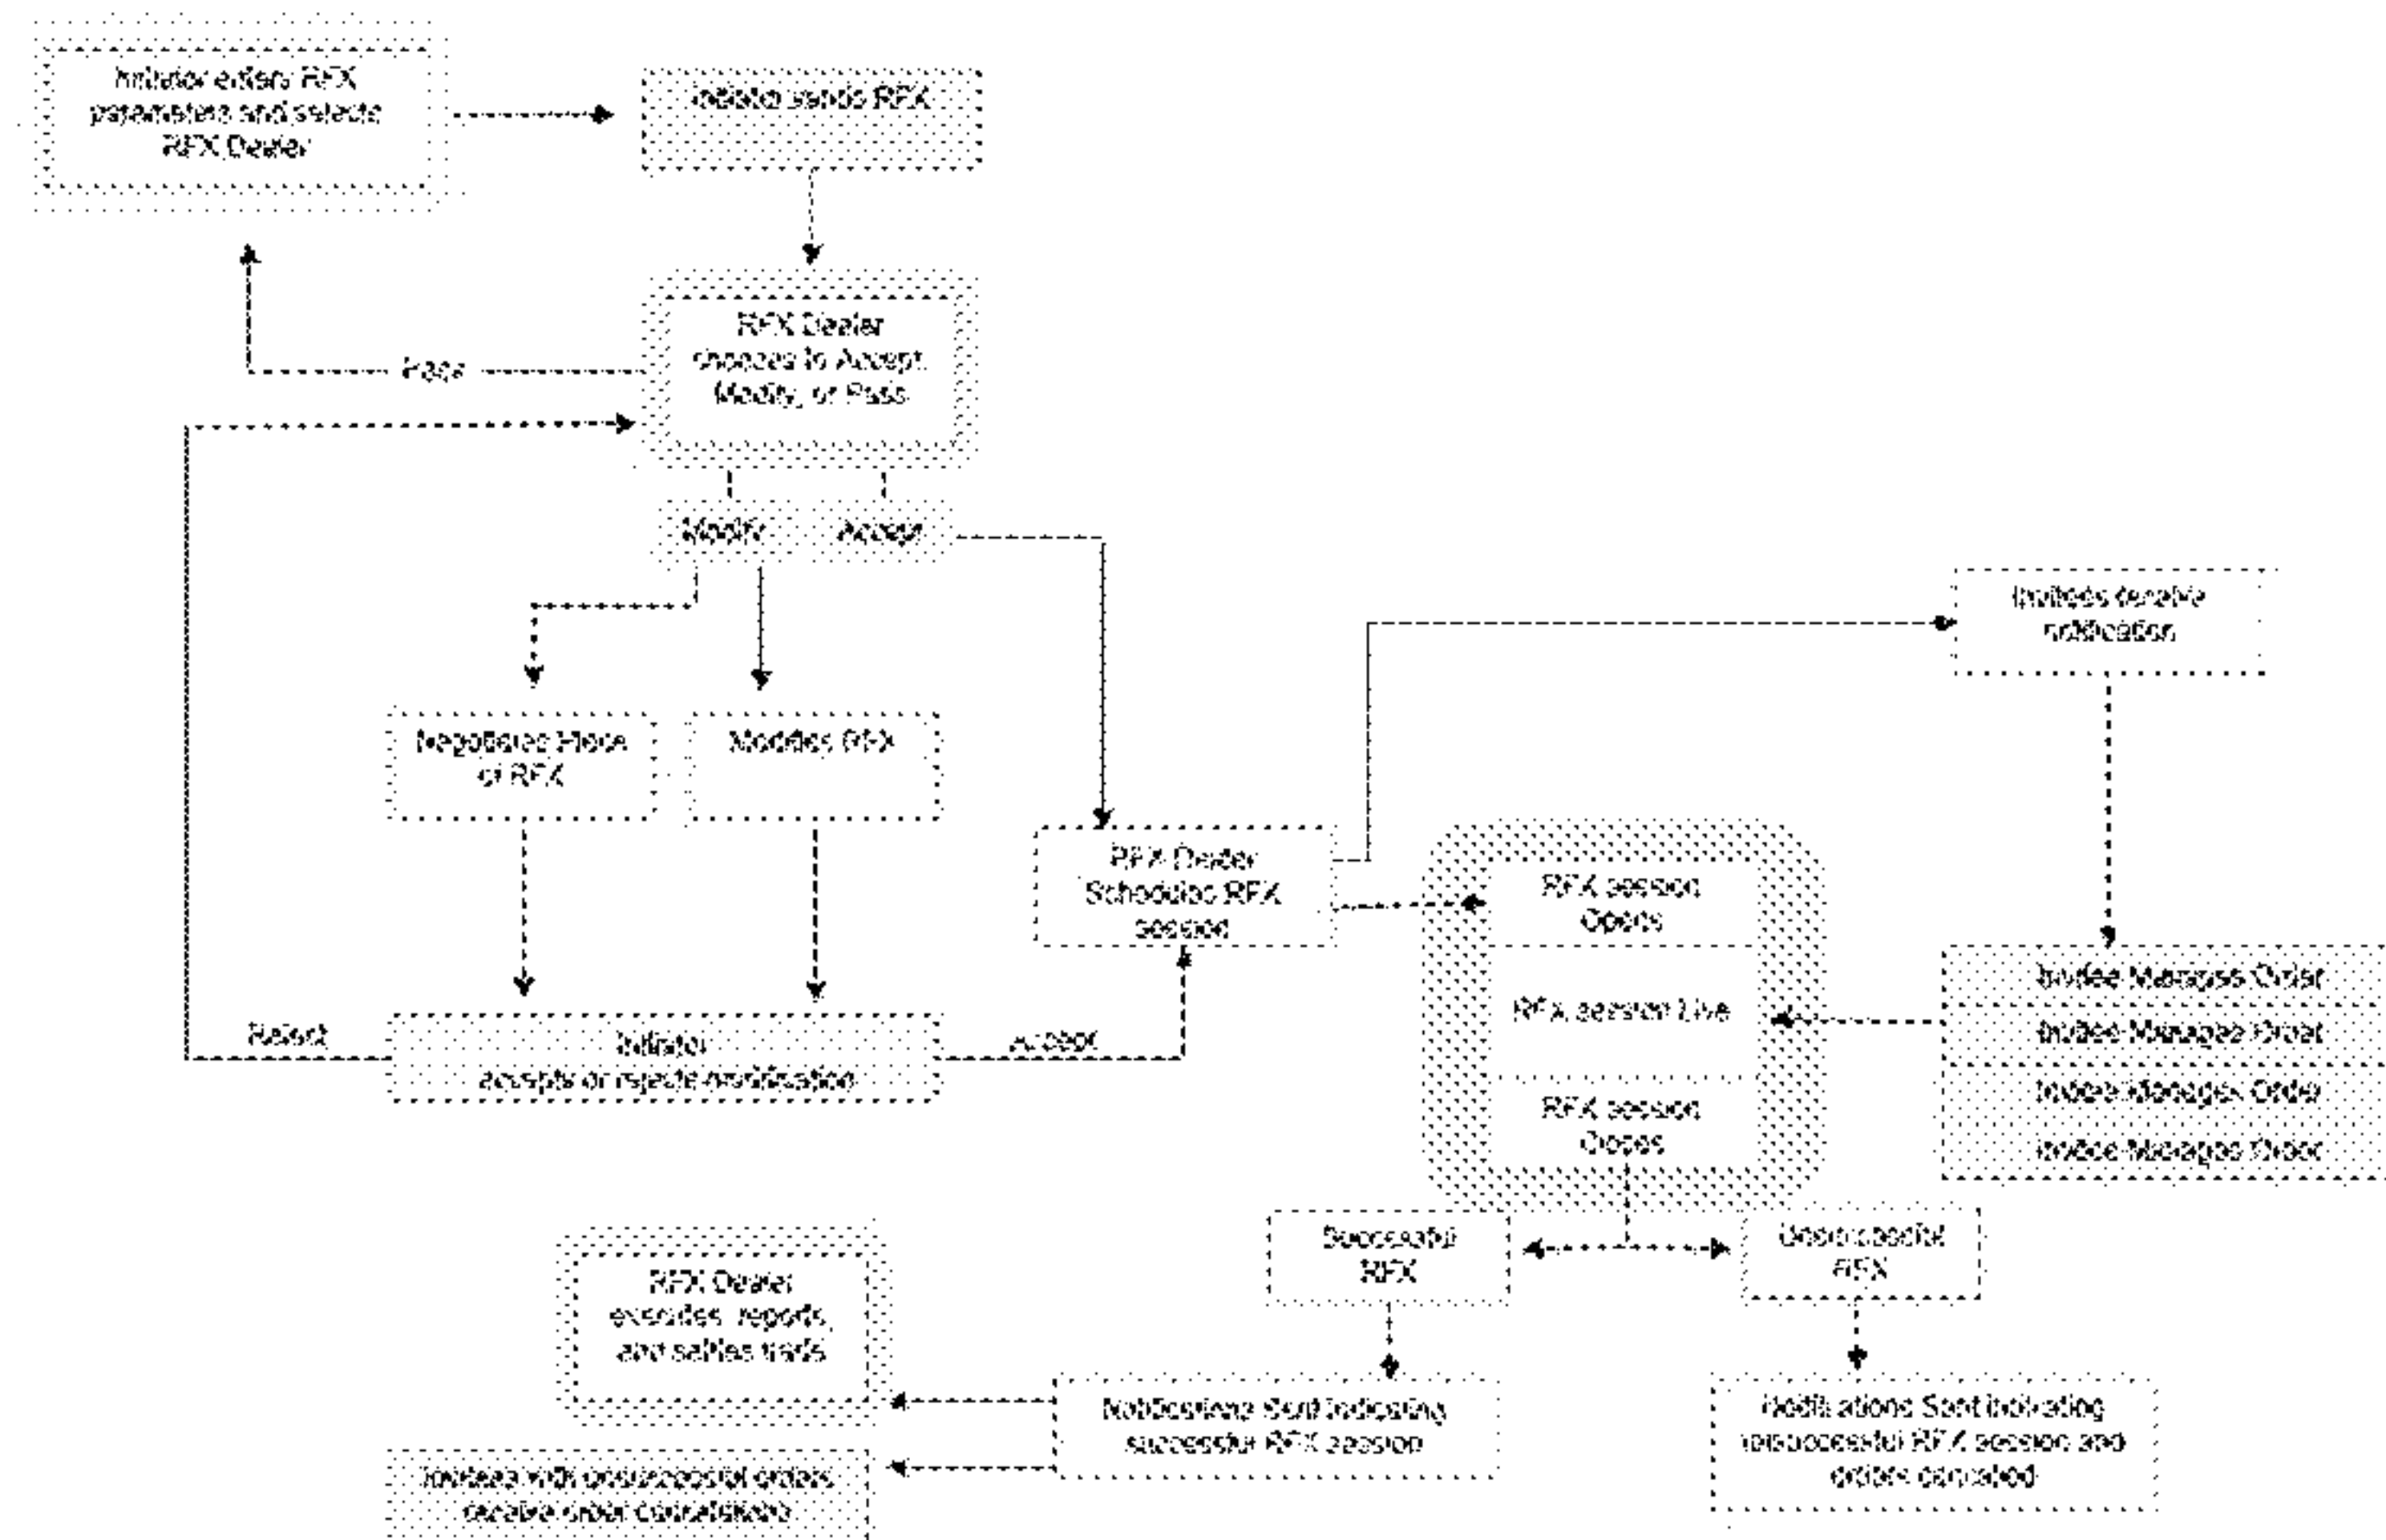 Initiator enters RFX
parameters and selects
RFX Dealer
Initiator sends RFX
RFX Dealer
chooses to Accept,
Modify, or Pass
Pass
Modify
Accept
Invitees receive
notification
Negotiates Piece
of RFX
Modifies RFX
RFX Dealer
Schedules RFX
session
RFX session
Opens
RFX session Live
RFX session
Closes
Invitee Manages Order
Invitee Manages Order
Invitee Manages Order
Invitee Manages Order
Reject
Initiator
accepts or rejects modification
Accept
Successful
RFX
Unsuccessful
RFX
RFX Dealer
executes, reports,
and settles trade
Notifications Sent Indicating
successful RFX session
Notifications Sent Indicating
unsuccessful RFX session and
orders cancelled
Invitees with unsuccessful orders
receive order cancellations